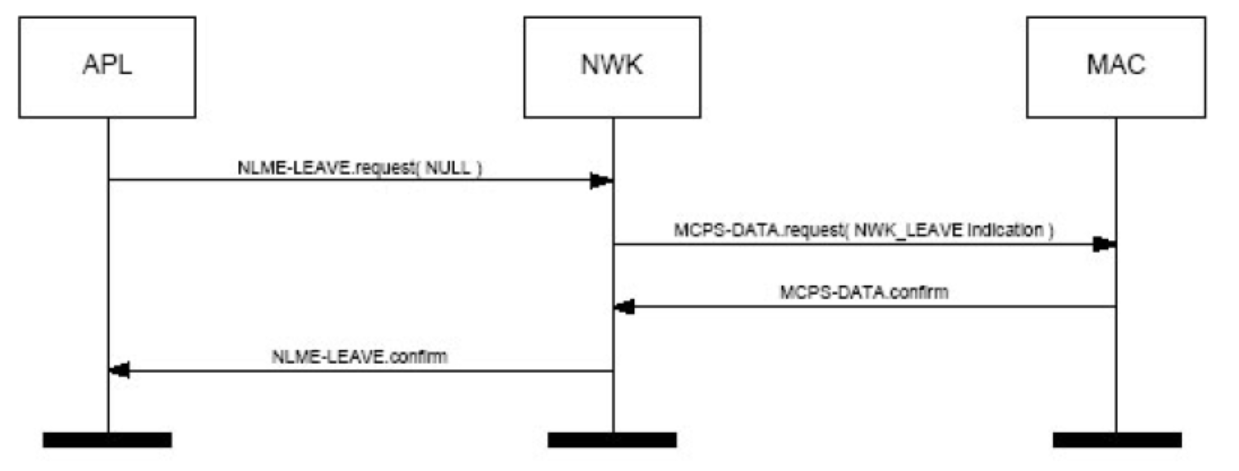 APL
NWK
MAC
NLME-LEAVE.request( NULL )
MCPS-DATA.request( NWK_LEAVE indication )
MCPS-DATA.confirm
NLME-LEAVE.confirm